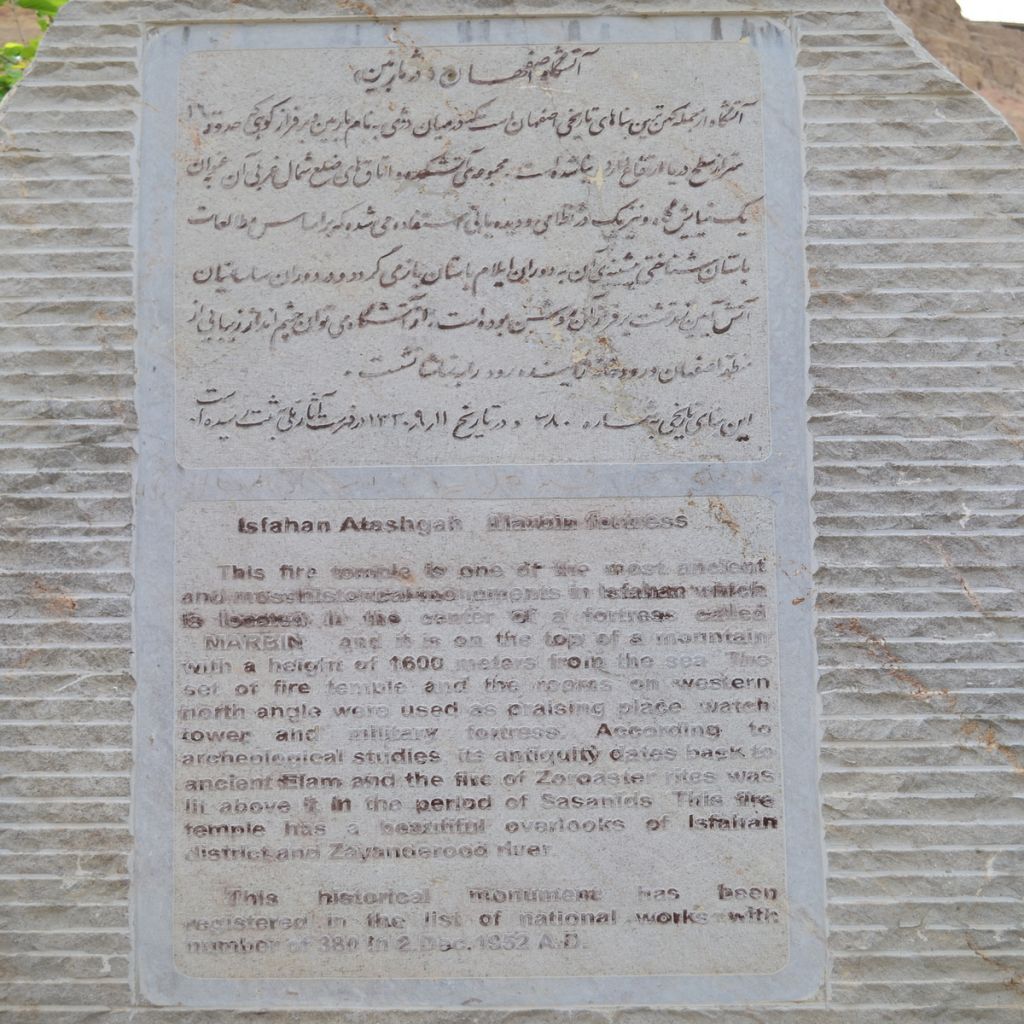 آتشگاه اصفهان (دژ ماربین)
آتشگاه از جمله کهن ترین بناهای تاریخی اصفهان است که در میان دژی به نام ماربین و بر فراز کوهی حدود ۱۶۰۰
متر از سطح دریا ارتفاع دارد بنا شده است. مجموعه ی آتشکده و اتاق های ضلع شمال غربی آن
یک نیایش گاه و نیز یک دژ نظامی و دیده بانی استفاده می شده که بر اساس مطالعات
باستان شناختی پیشینه ی آن به دوران ایلام باستان باز می گردد و در دوران ساسانیان
آتش آیین زرتشت بر فراز آن روشن بوده است. از آتشگاه می توان چشم انداز زیبایی از
منطقه اصفهان و رودخانه زاینده رود را به تماشا نشست.
این بنای تاریخی به شماره ۳۸۰ و در تاریخ ۱۳۳۰.۹.۱۱ در فهرست آثار ملی ثبت رسیده است.
Isfahan Atashgah Marbin fortress
This fire temple is one of the most ancient
and most historical monuments in Isfahan which
is located in the center of a fortress called
MARBIN and it is on the top of a mountain
with a height of 1600 meters from the sea. The
set of fire temple and the rooms on western
north angle were used as praising place, watch
tower and military fortress. According to
archeological studies, its antiquity dates back to
ancient Elam and the fire of Zoroaster rites was
lit above it in the period of Sasanids. This fire
temple has a beautiful overlooks of Isfahan
district and Zayanderood river.
This historical monument has been
registered in the list of national works with
number of 380 in 2.Dec.1952 A.D.